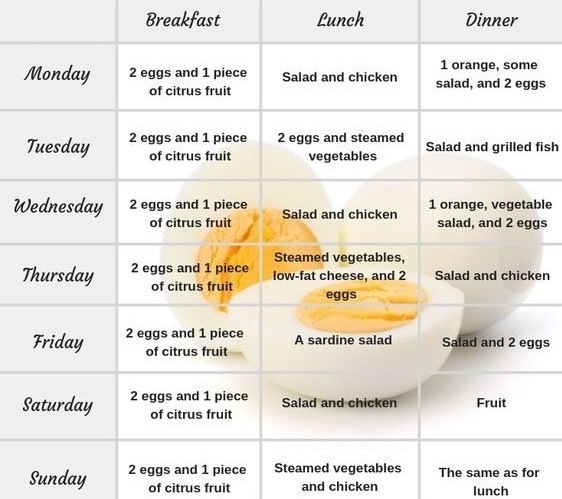 Breakfast Lunch Dinner
Monday
2 eggs and 1 piece
of citrus fruit
Salad and chicken
1 orange, some
salad, and 2 eggs
Tuesday
2 eggs and 1 piece
of citrus fruit
2 eggs and steamed
vegetables
Salad and grilled fish
Wednesday
2 eggs and 1 piece
of citrus fruit
Salad and chicken
1 orange, vegetable
salad, and 2 eggs
Thursday
2 eggs and 1 piece
of citrus fruit
Steamed vegetables,
low-fat cheese, and 2
eggs
Salad and chicken
Friday
2 eggs and 1 piece
of citrus fruit
A sardine salad
Salad and 2 eggs
Saturday
2 eggs and 1 piece
of citrus fruit
Salad and chicken
Fruit
Sunday
2 eggs and 1 piece
of citrus fruit
Steamed vegetables
and chicken
The same as for
lunch